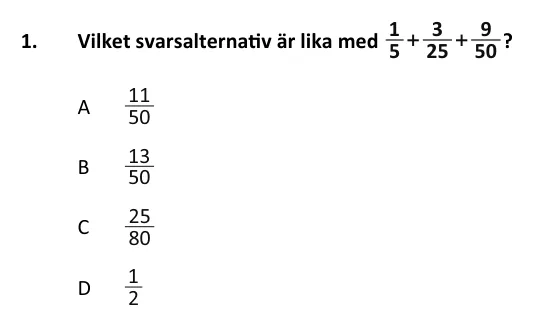 1. Vilket svarsalternativ är lika med 1/5 + 3/25 + 9/50?
A 11/50
B 13/50
C 25/80
D 1/2